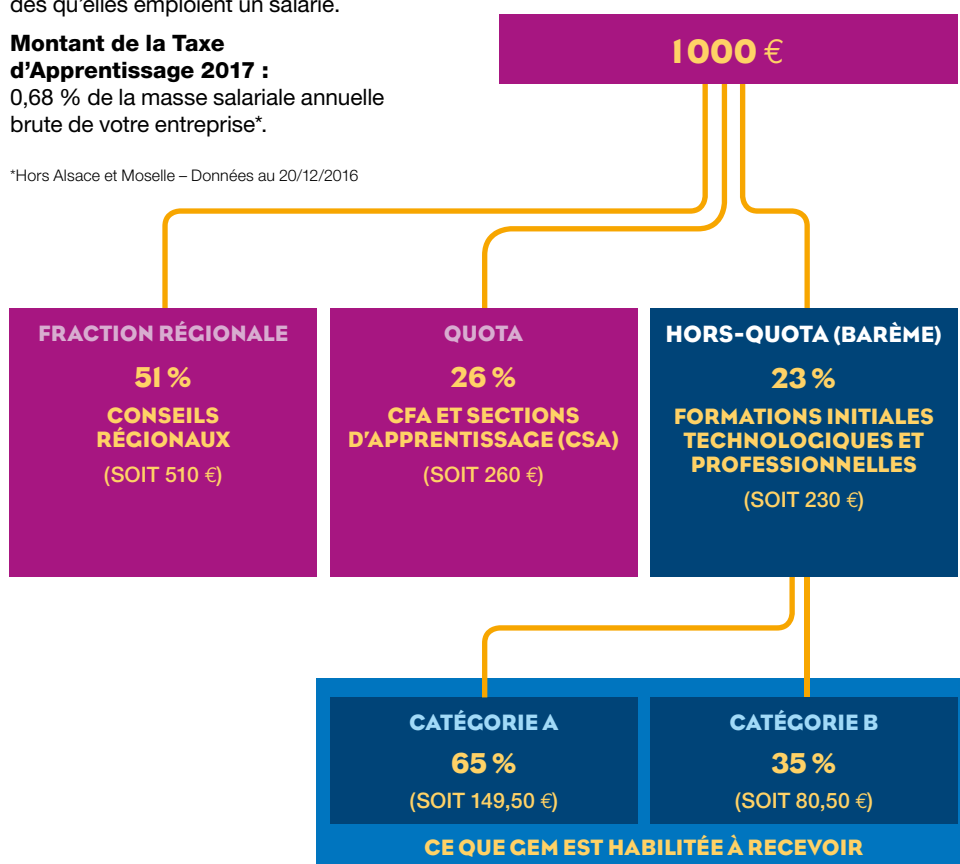 dès qu'elles emploient un salarié.
Montant de la Taxe
d'Apprentissage 2017 :
0,68 % de la masse salariale annuelle
brute de votre entreprise*.
*Hors Alsace et Moselle – Données au 20/12/2016
1000 €
FRACTION RÉGIONALE
51 %
CONSEILS
RÉGIONAUX
(SOIT 510 €)
QUOTA
26 %
CFA ET SECTIONS
D'APPRENTISSAGE (CSA)
(SOIT 260 €)
HORS-QUOTA (BARÈME)
23 %
FORMATIONS INITIALES
TECHNOLOGIQUES ET
PROFESSIONNELLES
(SOIT 230 €)
CATÉGORIE A
65 %
(SOIT 149,50 €)
CATÉGORIE B
35 %
(SOIT 80,50 €)
CE QUE GEM EST HABILITÉE À RECEVOIR